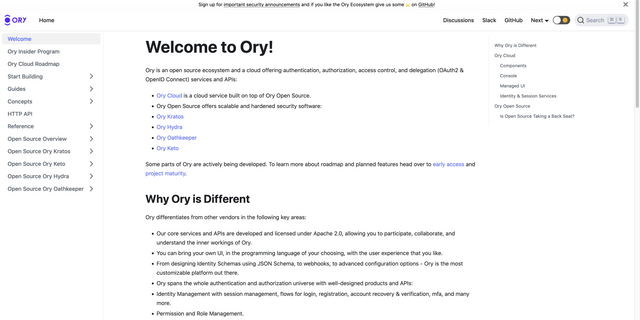 Sign up for important security announcements and if you like the Ory Ecosystem give us some ⭐ on GitHub!
ORY
Home
Discussions
Slack
GitHub
Next
Search
Welcome
Ory Insider Program
Ory Cloud Roadmap
Start Building
Guides
Concepts
HTTP API
Reference
Open Source Overview
Open Source Ory Kratos
Open Source Ory Keto
Open Source Ory Hydra
Open Source Ory Oathkeeper
Welcome to Ory!
Ory is an open source ecosystem and a cloud offering authentication, authorization, access control, and delegation (OAuth2 &
OpenID Connect) services and APIs:
• Ory Cloud is a cloud service built on top of Ory Open Source.
• Ory Open Source offers scalable and hardened security software:
• Ory Kratos
• Ory Hydra
• Ory Oathkeeper
• Ory Keto
Some parts of Ory are actively being developed. To learn more about roadmap and planned features head over to early access and
project maturity.
Why Ory is Different
Ory differentiates from other vendors in the following key areas:
• Our core services and APIs are developed and licensed under Apache 2.0, allowing you to participate, collaborate, and
understand the inner workings of Ory.
• You can bring your own UI, in the programming language of your choosing, with the user experience that you like.
• From designing Identity Schemas using JSON Schema, to webhooks, to advanced configuration options - Ory is the most
customizable platform out there.
• Ory spans the whole authentication and authorization universe with well-designed products and APIs:
• Identity Management with session management, flows for login, registration, account recovery & verification, mfa, and many
more.
• Permission and Role Management.
Why Ory is Different
Ory Cloud
Components
Console
Managed UI
Identity & Session Services
Ory Open Source
Is Open Source Taking a Back Seat?